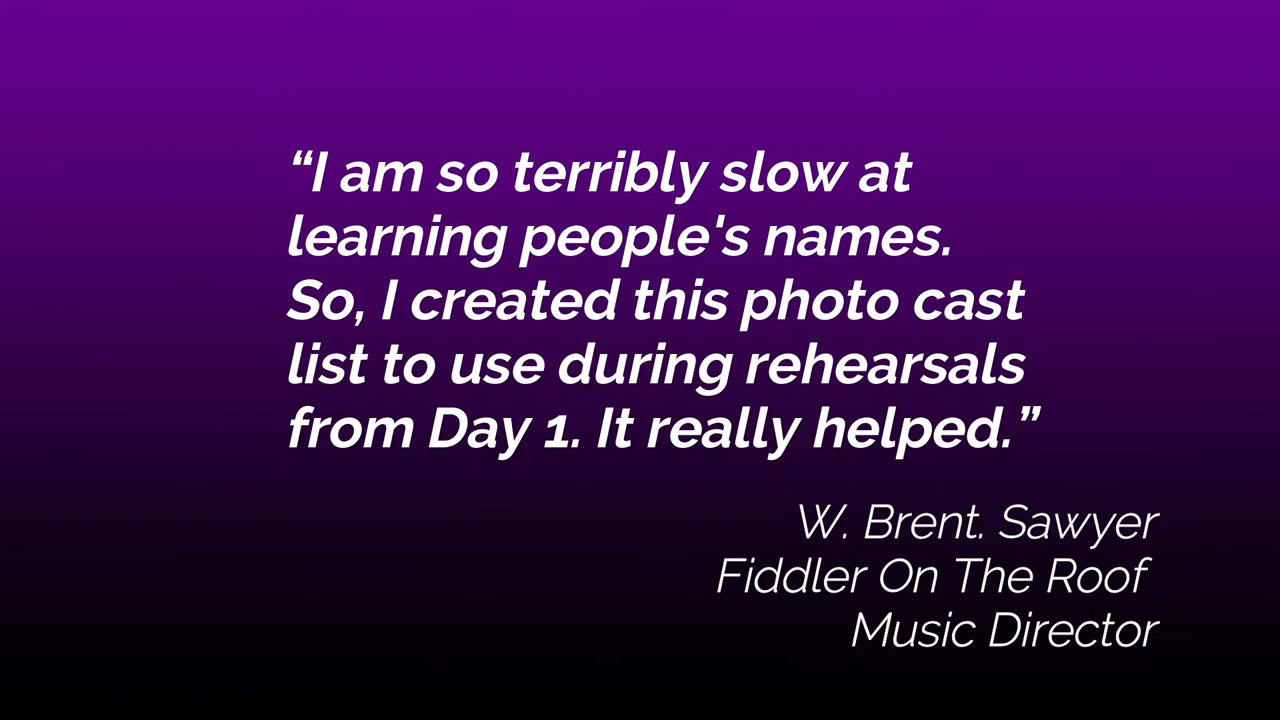 “I am so terribly slow at
learning people's names.
So, I created this photo cast
list to use during rehearsals
from Day 1. It really helped.”
W. Brent. Sawyer
Fiddler On The Roof
Music Director